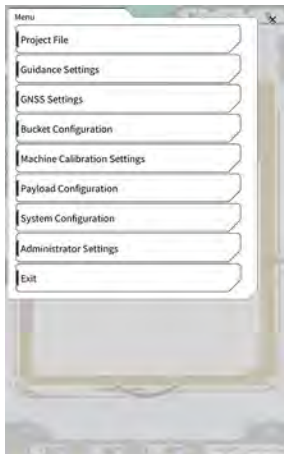 Menu
Project File
Guidance Settings
GNSS Settings
Bucket Configuration
Machine Calibration Settings
Payload Configuration
System Configuration
Administrator Settings
Exit